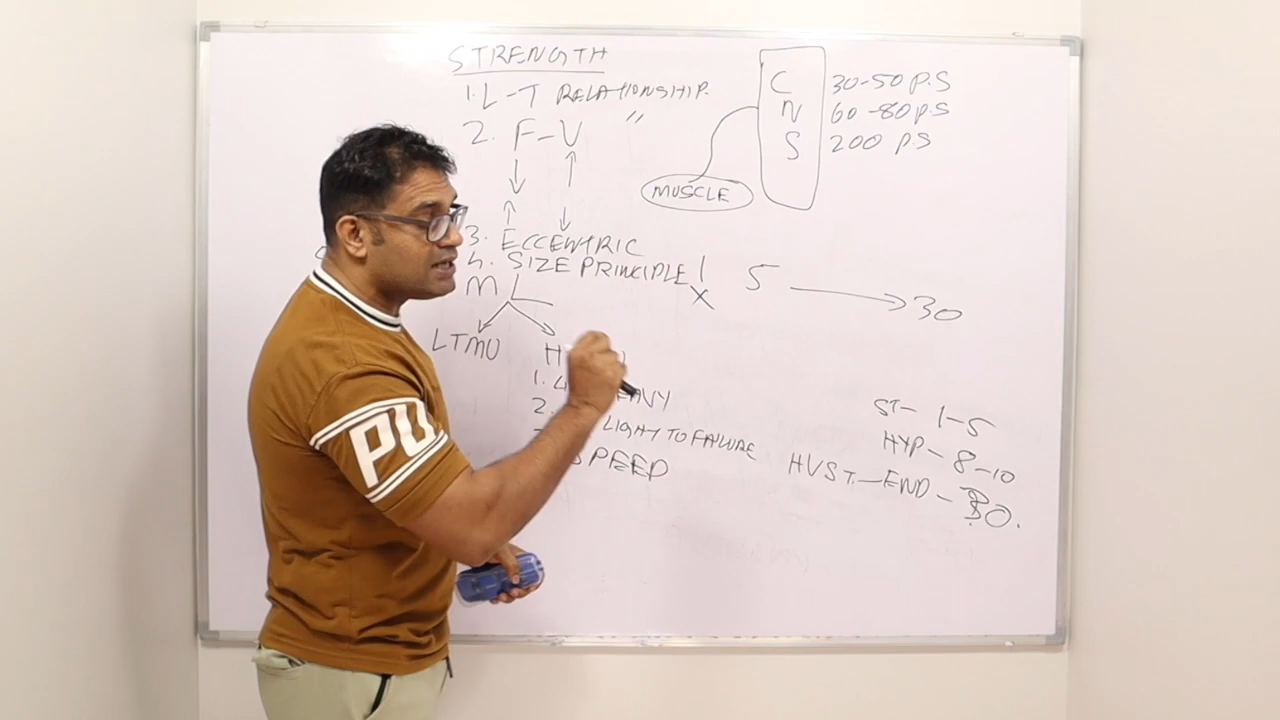 STRENGTH
1. L-T RELATIONSHIP.
2. F-V "
3. ECCENTRIC
4. SIZE PRINCIPLE
LTMU
1. HEAVY
2. LIGHT TO FAILURE
SPEED
C 30-50 P.S
N 60-80 P.S
S 200 P.S
MUSCLE
5 → 30
ST- 1-5
HYP- 8-10
END - 30.
PU